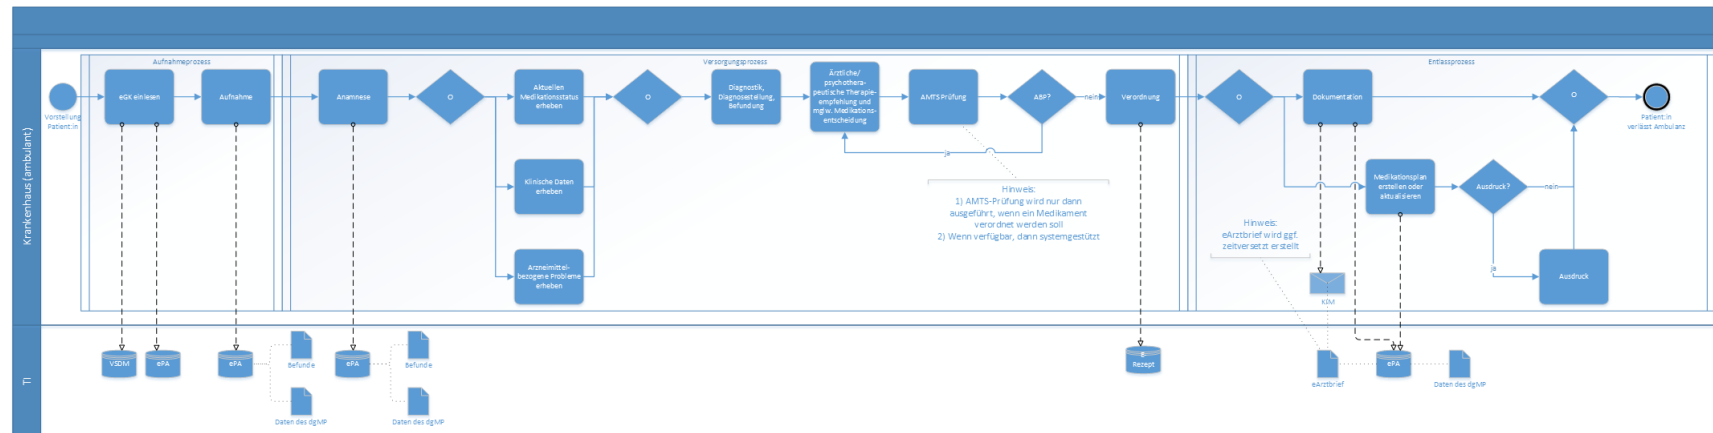 Krankenhaus (ambulant)
Aufnahmeprozess
Versorgungsprozess
Entlassprozess
Vorstellung
Patient:in
eGK einlesen
Aufnahme
Anamnese
O
Aktuellen
Medikationsstatus
erheben
Klinische Daten
erheben
Arzneimittel-
bezogene Probleme
erheben
O
Diagnostik,
Diagnosestellung,
Befundung
Ärztliche/
psychothera-
peutische Therapie-
empfehlung und
mglw. Medikations-
entscheidung
AMTS Prüfung
ABP?
nein
ja
Verordnung
Hinweis:
1) AMTS-Prüfung wird nur dann
ausgeführt, wenn ein Medikament
verordnet werden soll
2) Wenn verfügbar, dann systemgestützt
O
Dokumentation
O
Patient:in
verlässt Ambulanz
Medikationsplan
erstellen oder
aktualisieren
Ausdruck?
nein
ja
Ausdruck
Hinweis:
eArztbrief wird ggf.
zeitversetzt erstellt
KIM
TI
VSDM
ePA
ePA
Befunde
Daten des dgMP
ePA
Befunde
Daten des dgMP
E-
Rezept
eArztbrief
ePA
Daten des dgMP